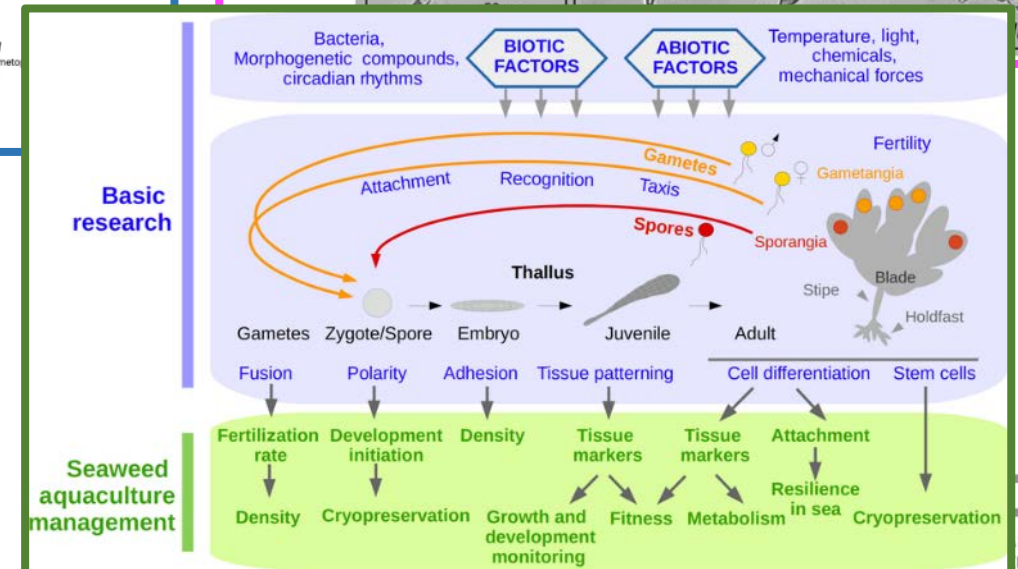 Bacteria,
Morphogenetic compounds,
circadian rhythms
BIOTIC
FACTORS
ABIOTIC
FACTORS
Temperature, light,
chemicals,
mechanical forces
Basic
research
Fertility
Gametes
Gametangia
Attachment
Recognition
Taxis
Spores
Sporangia
Thallus
Blade
Stipe
Holdfast
Gametes
Zygote/Spore
Embryo
Juvenile
Adult
Fusion
Polarity
Adhesion
Tissue patterning
Cell differentiation
Stem cells
Seaweed
aquaculture
management
Fertilization
rate
Development
initiation
Density
Tissue
markers
Tissue
markers
Attachment
Density
Cryopreservation
Growth and
development
monitoring
Fitness
Metabolism
Resilience
in sea
Cryopreservation